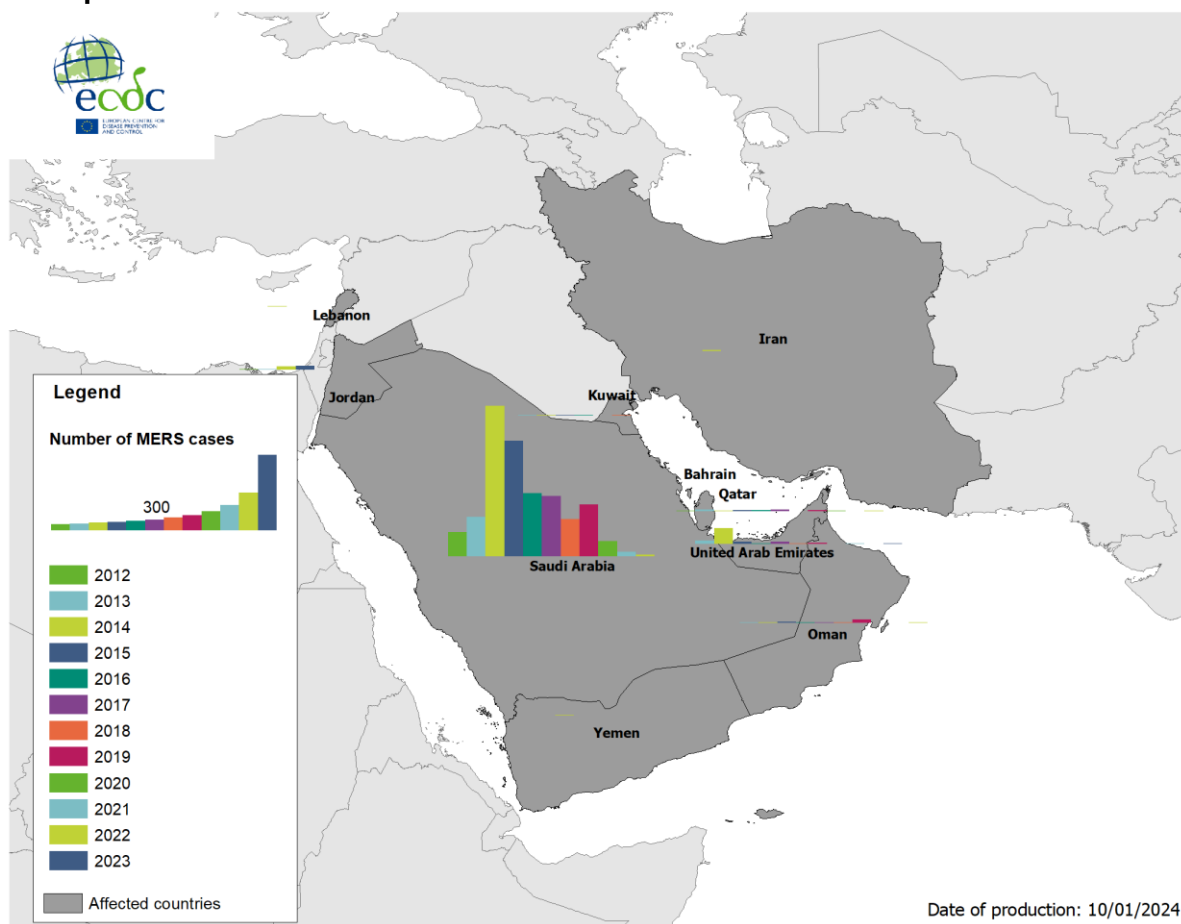 ecdc
EUROPEAN CENTRE FOR
DISEASE PREVENTION
AND CONTROL
Lebanon
Iran
Jordan
Kuwait
Bahrain
Qatar
United Arab Emirates
Saudi Arabia
Oman
Yemen
Legend
Number of MERS cases
300
2012
2013
2014
2015
2016
2017
2018
2019
2020
2021
2022
2023
Affected countries
Date of production: 10/01/2024